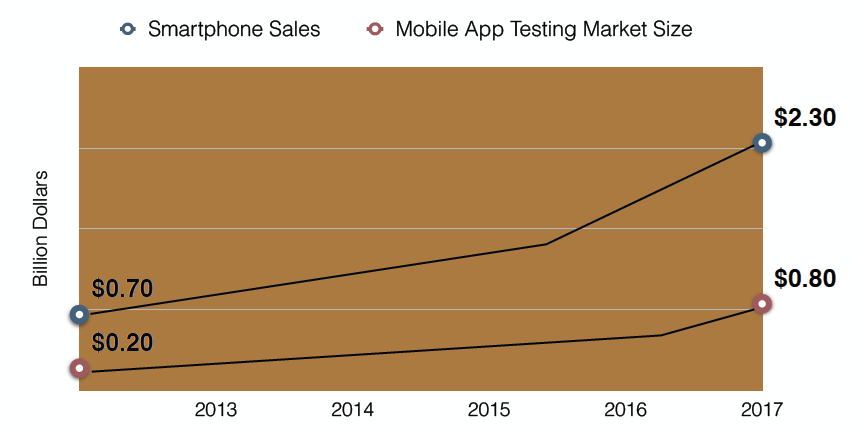 Smartphone Sales
Mobile App Testing Market Size
$2.30
Billion Dollars
$0.70
$0.80
$0.20
2013 2014 2015 2016 2017